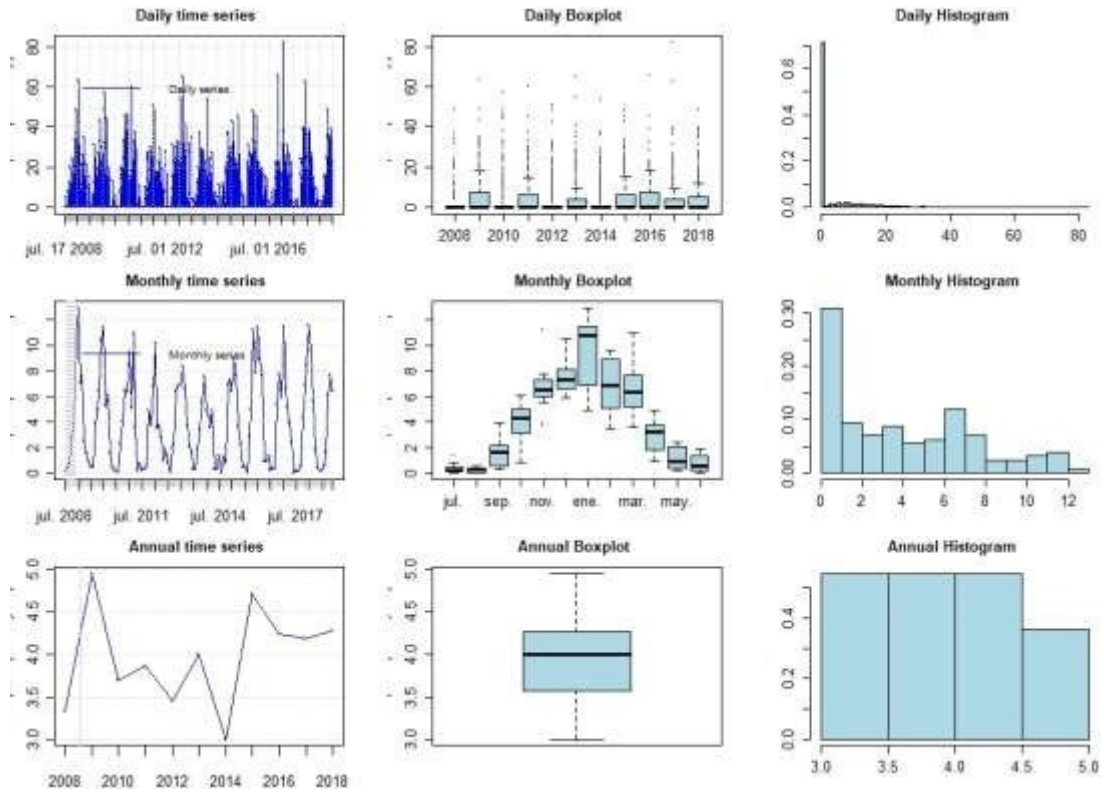 Daily time series
80
60
40
20
0
Daily series
jul. 17 2008 jul. 01 2012 jul. 01 2016
Daily Boxplot
80
60
40
20
0
2008 2010 2012 2014 2016 2018
Daily Histogram
0.6
0.4
0.2
0.0
0 20 40 60 80
Monthly time series
10
8
6
4
2
0
Monthly series
jul. 2008 jul. 2011 jul. 2014 jul. 2017
Monthly Boxplot
10
8
6
4
2
0
jul. sep. nov. ene. mar. may.
Monthly Histogram
0.30
0.20
0.10
0.00
0 2 4 6 8 10 12
Annual time series
5.0
4.5
4.0
3.5
3.0
2008 2010 2012 2014 2016 2018
Annual Boxplot
5.0
4.5
4.0
3.5
3.0
Annual Histogram
0.4
0.2
0.0
3.0 3.5 4.0 4.5 5.0